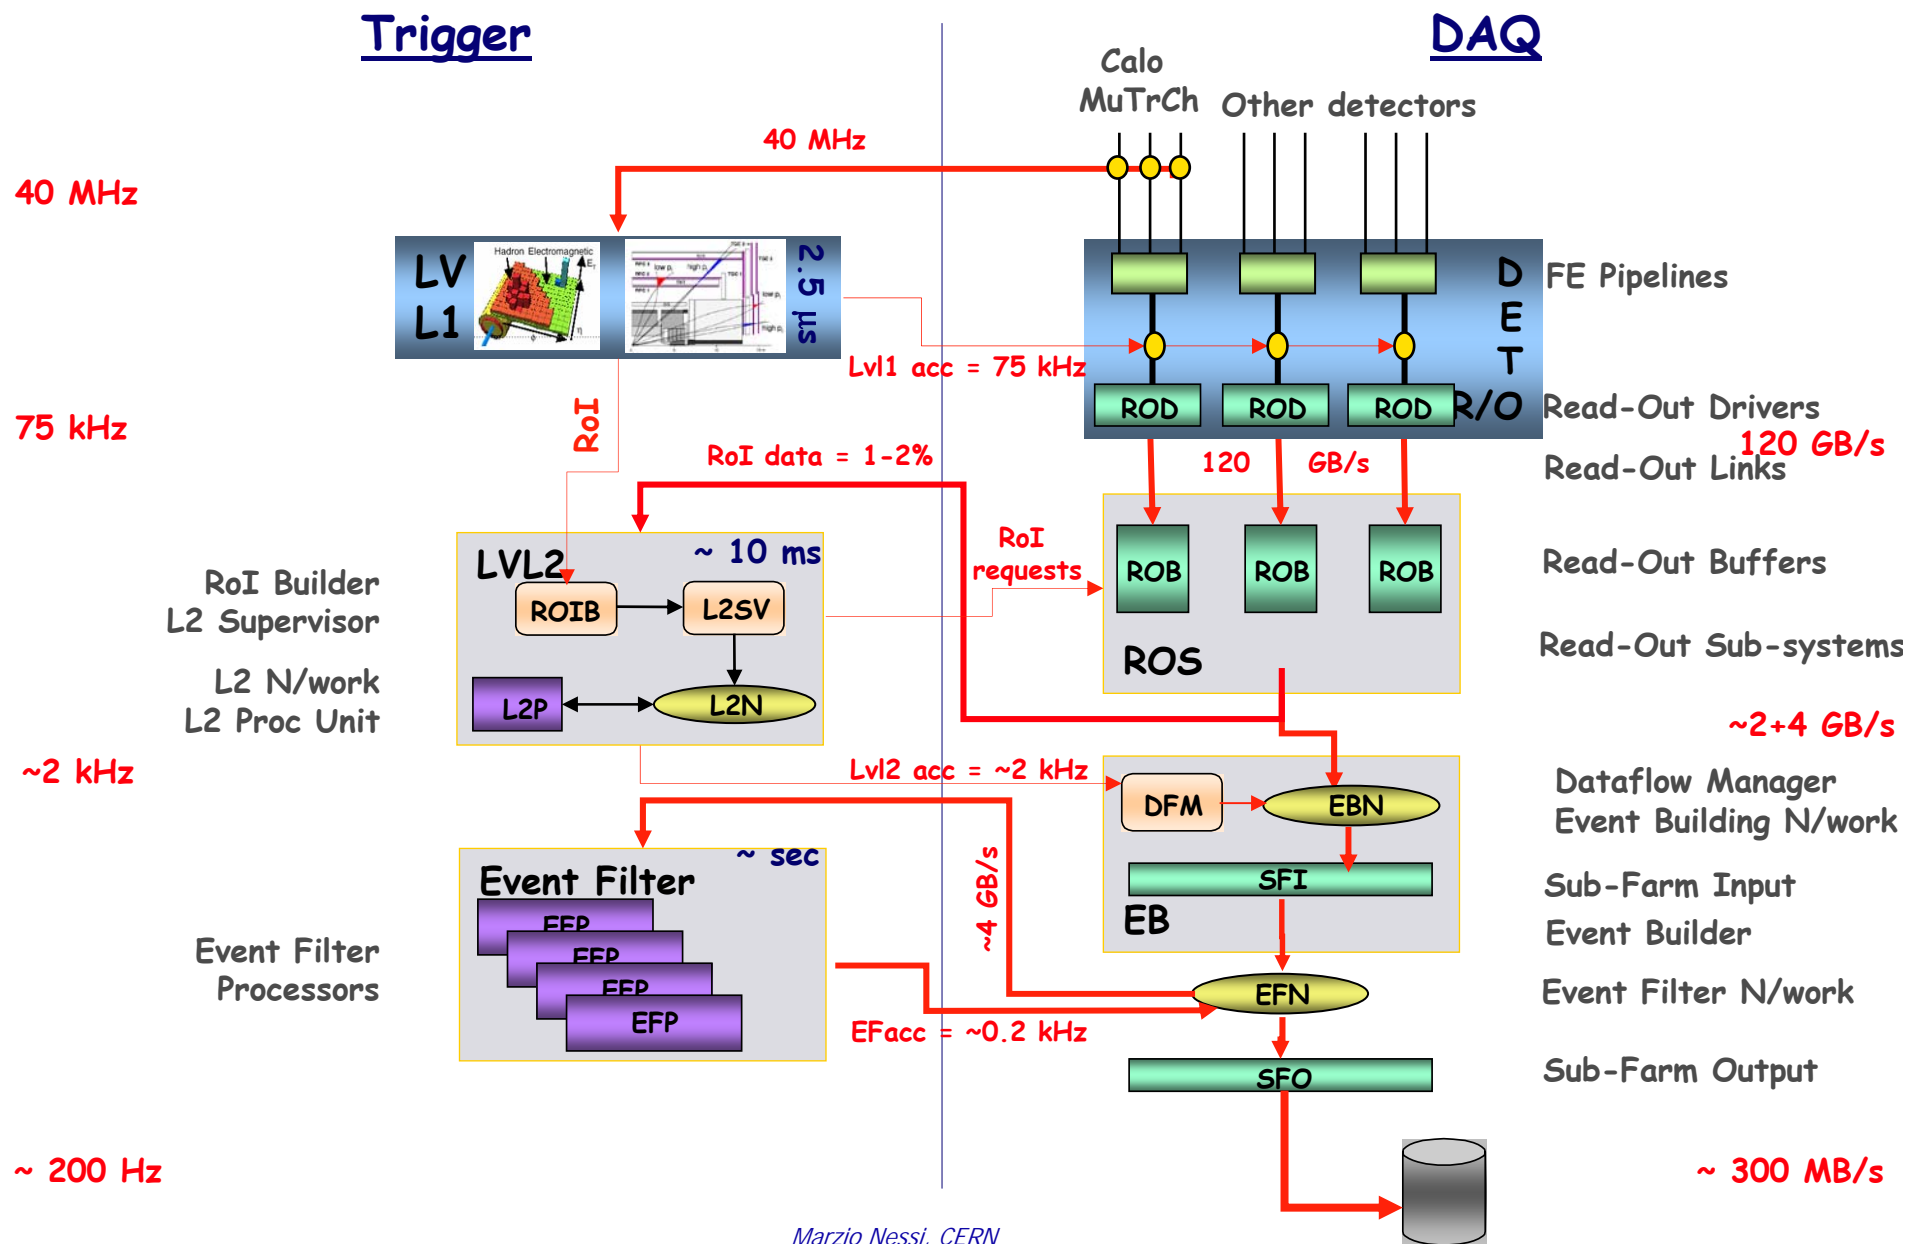 Trigger
DAQ
Calo
MuTrCh
Other detectors
40 MHz
40 MHz
LV
L1
Hadron Electromagnetic
2.5 μs
low p
high p
D
E
T
R/O
FE Pipelines
Lvl1 acc = 75 kHz
ROD
ROD
ROD
Read-Out Drivers
75 kHz
RoI
RoI data = 1-2%
120 GB/s
120 GB/s
Read-Out Links
LVL2
~ 10 ms
RoI
requests
ROB
ROB
ROB
Read-Out Buffers
RoI Builder
L2 Supervisor
ROIB
L2SV
ROS
Read-Out Sub-systems
L2 N/work
L2 Proc Unit
L2P
L2N
~2+4 GB/s
~2 kHz
Lvl2 acc = ~2 kHz
DFM
EBN
Dataflow Manager
Event Building N/work
~ sec
Event Filter
~4 GB/s
SFI
EB
Sub-Farm Input
Event Builder
EFP
EFP
EFP
EFP
Event Filter
Processors
EFN
Event Filter N/work
EFacc = ~0.2 kHz
SFO
Sub-Farm Output
~ 200 Hz
~ 300 MB/s
Marzio Nessi, CERN